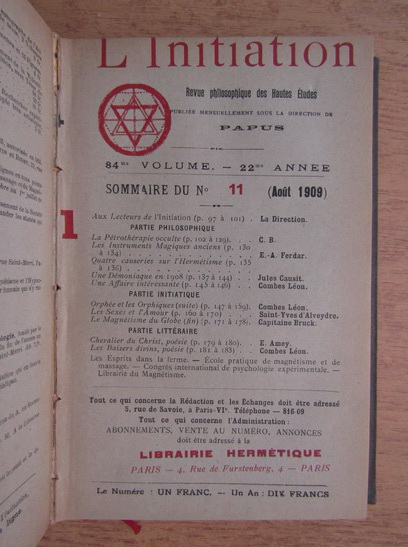 L'Initiation
Revue philosophique des Hautes Études
PUBLIÉE MENSUELLEMENT SOUS LA DIRECTION DE
PAPUS
84me VOLUME. — 22me ANNÉE
SOMMAIRE DU No 11 (Août 1909)
Aux Lecteurs de l'Initiation (p. 97 à 101) . La Direction.
PARTIE PHILOSOPHIQUE
La Pétrothérapie occulte (p. 102 à 129). . . C. B.
Les Instruments Magiques anciens (p. 130
à 134) . . . . . . . . . . . . . E.-A. Ferdar.
Quatre causeries sur l'Hermétisme (p. 135
à 136) . . . . . . . . . . . . .
Une Démoniaque en 1908 (p. 137 à 144) . . Jules Causit.
Une Affaire intéressante (p. 145 à 146) . . Combes Léon.
PARTIE INITIATIQUE
Orphée et les Orphiques (suite) (p. 147 à 159). Combes Léon.
Les Sexes et l'Amour (p. 160 à 170) . . . Saint-Yves d'Alveydre.
Le Magnétisme du Globe (fin) (p. 171 à 178). Capitaine Bruck.
PARTIE LITTÉRAIRE
Chevalier du Christ, poésie (p. 179 à 180). . E. Amey.
Les Baisers divins, poésie (p. 181 à 183) . . Combes Léon.
Les Esprits dans la ferme. — École pratique de magnétisme et de
massage. — Congrès international de psychologie expérimentale. —
Librairie du Magnétisme.
Tout ce qui concerne la Rédaction et les Échanges doit être adressé
5, rue de Savoie, à Paris-VIe. Téléphone — 816-09
Tout ce qui concerne l'Administration:
ABONNEMENTS, VENTE AU NUMÉRO, ANNONCES
doit être adressé à la
LIBRAIRIE HERMÉTIQUE
PARIS — 4, Rue de Furstenberg, 4 — PARIS
Le Numéro : UN FRANC. — Un An : DIX FRANCS